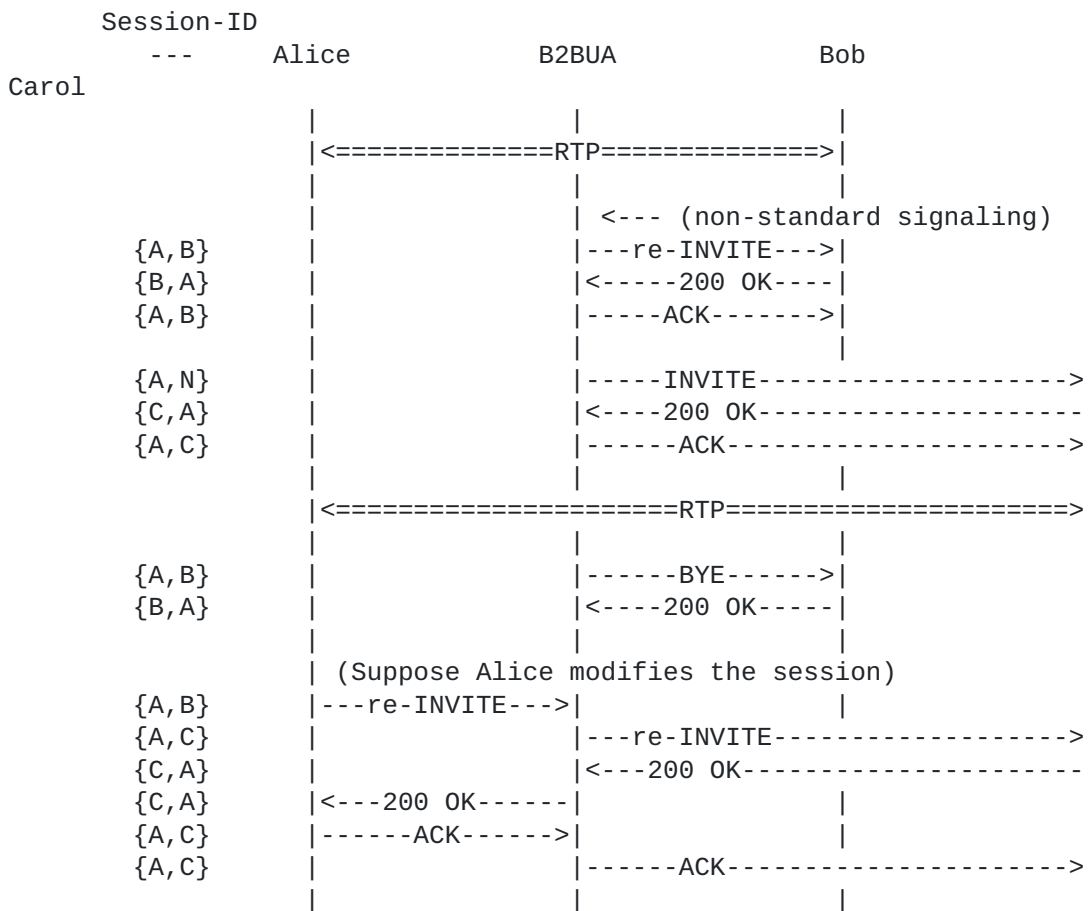 Session-ID
---     Alice            B2BUA             Bob
Carol
|                |                |
|<==============RTP==============>|
|                |                |
|                | <--- (non-standard signaling)
{A,B}      |                |---re-INVITE--->|
{B,A}      |                |<-----200 OK----|
{A,B}      |                |-----ACK------->|
|                |                |
{A,N}      |                |-----INVITE-------------------->
{C,A}      |                |<----200 OK---------------------
{A,C}      |                |------ACK---------------------->
|                |                |
|<======================RTP======================>
|                |                |
{A,B}      |                |------BYE------>|
{B,A}      |                |<----200 OK-----|
|                |                |
| (Suppose Alice modifies the session)
{A,B}      |---re-INVITE--->|                |
{A,C}      |                |---re-INVITE------------------->
{C,A}      |                |<---200 OK----------------------
{C,A}      |<---200 OK------|                |
{A,C}      |------ACK------>|                |
{A,C}      |                |------ACK---------------------->
|                |                |